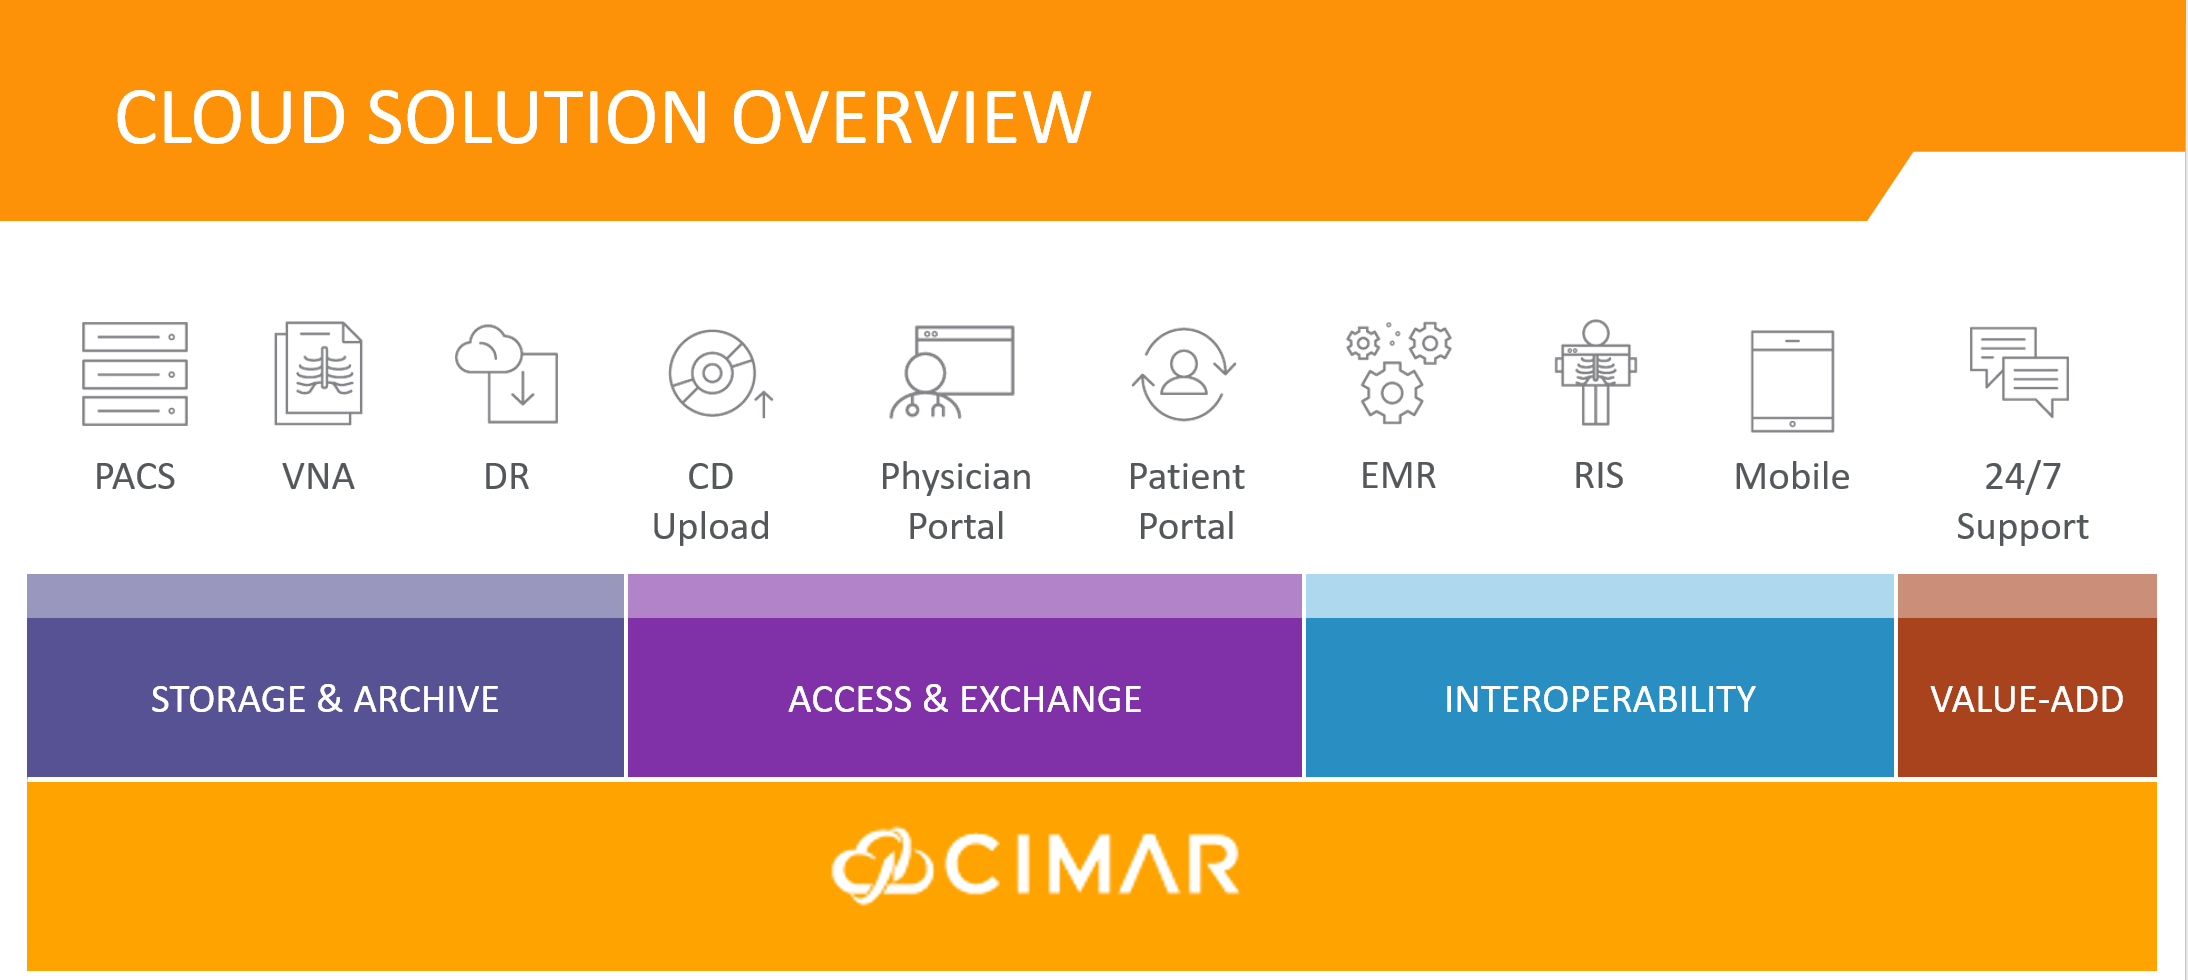 CLOUD SOLUTION OVERVIEW
PACS
VNA
DR
CD
Upload
Physician
Portal
Patient
Portal
EMR
RIS
Mobile
24/7
Support
STORAGE & ARCHIVE
ACCESS & EXCHANGE
INTEROPERABILITY
VALUE-ADD
CIMAR